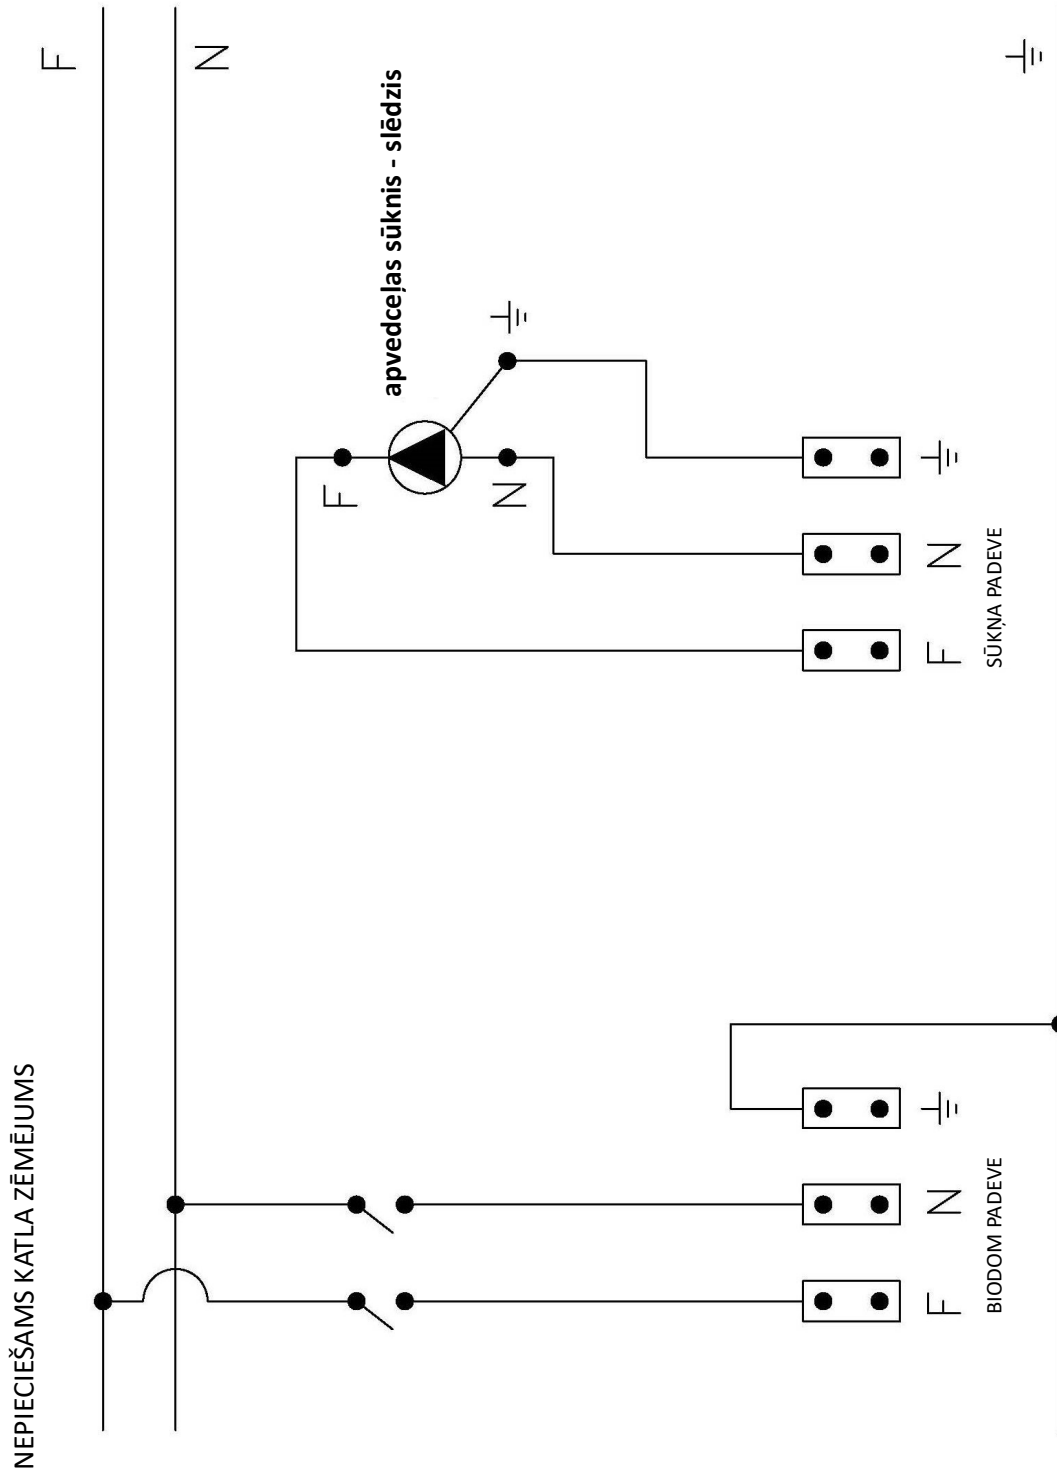 NEPIECIEŠAMS KATLA ZĒMĒJUMS
F
N
apvedceļas sūknis - slēdzis
F
N
F
N
BIODOM PADEVE
F
N
SŪKŅA PADEVE